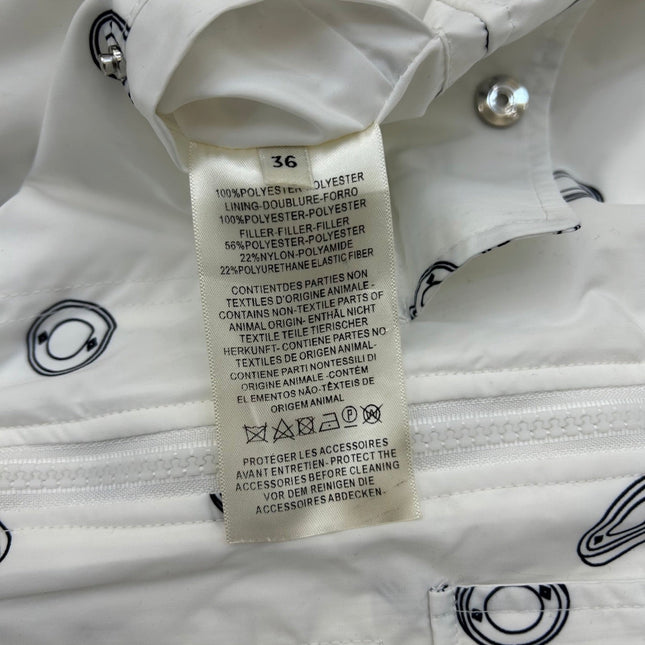 36
100%POLYESTER-POLYESTER
LINING-DOUBLURE-FORRO
100%POLYESTER-POLYESTER
FILLER-FILLER-FILLER
56%POLYESTER-POLYESTER
22%NYLON-POLYAMIDE
22%POLYURETHANE ELASTIC FIBER
CONTIENTDES PARTIES NON
TEXTILES D'ORIGINE ANIMALE -
CONTAINS NON-TEXTILE PARTS OF
ANIMAL ORIGIN- ENTHÄL NICHT
TEXTILE TEILE TIERISCHER
HERKUNFT- CONTIENE PARTES NO
TEXTILES DE ORIGEN ANIMAL-
CONTIENE PARTI NONTESSILI DI
ORIGINE ANIMALE -CONTÉM
ELEMENTOS NÃO-TÊXTEIS DE
ORIGEM ANIMAL
P
PROTÉGER LES ACCESSOIRES
AVANT ENTRETIEN- PROTECT THE
ACCESSORIES BEFORE CLEANING
VOR DEM REINIGEN DIE
ACCESSOIRES ABDECKEN-